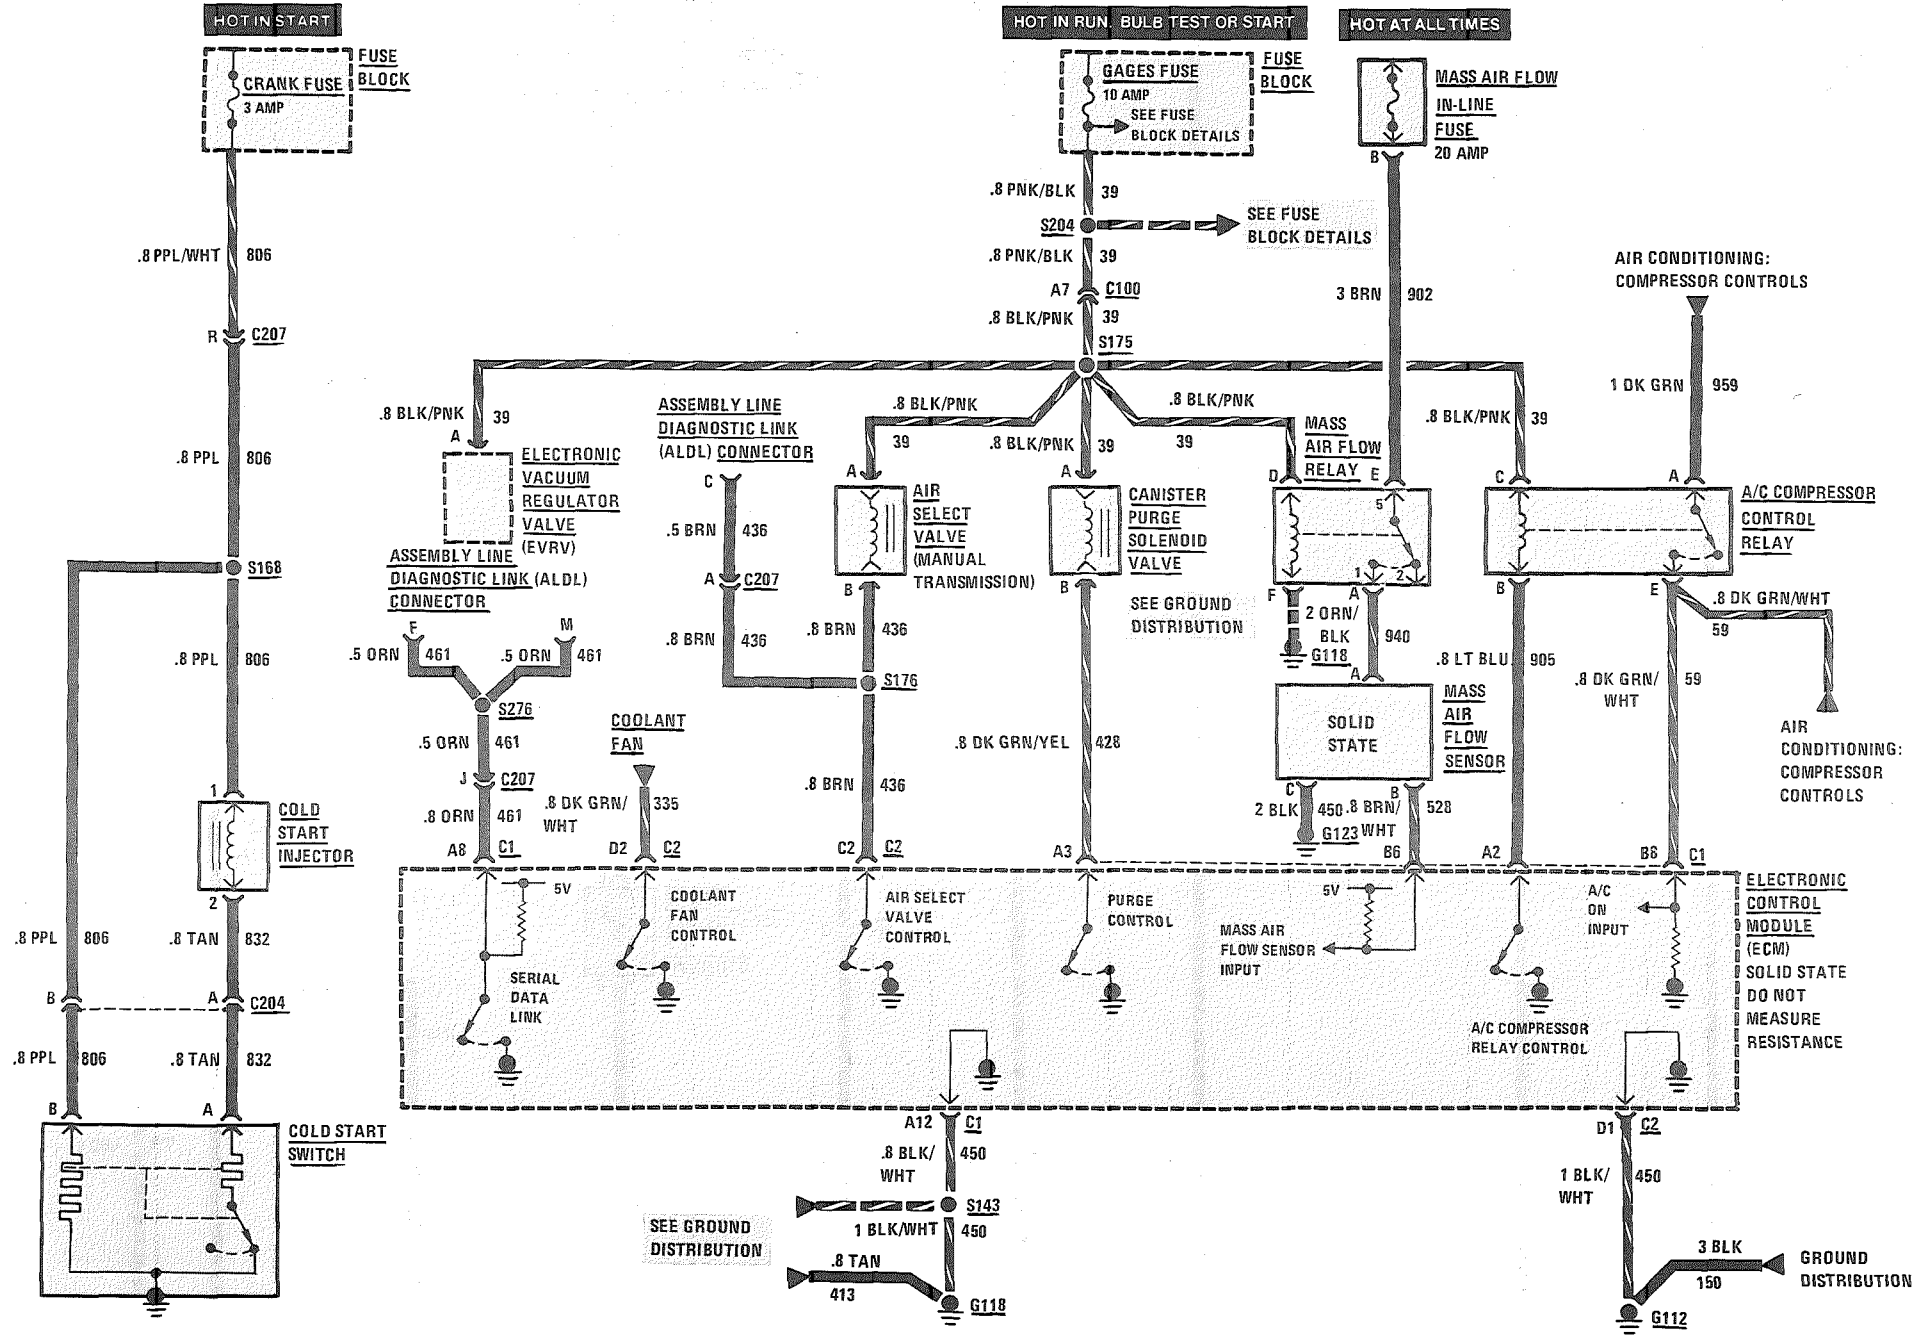 HOT IN START
HOT IN RUN, BULB TEST OR START
HOT AT ALL TIMES
FUSE
BLOCK
CRANK FUSE
3 AMP
FUSE
BLOCK
GAGES FUSE
10 AMP
SEE FUSE
BLOCK DETAILS
MASS AIR FLOW
IN-LINE
FUSE
20 AMP
B
.8 PNK/BLK 39
S204
SEE FUSE
BLOCK DETAILS
.8 PPL/WHT 806
.8 PNK/BLK 39
A7 C100
3 BRN 902
AIR CONDITIONING:
COMPRESSOR CONTROLS
.8 BLK/PNK 39
R C207
S175
1 DK GRN 959
.8 BLK/PNK 39
A
ASSEMBLY LINE
DIAGNOSTIC LINK
(ALDL) CONNECTOR
.8 BLK/PNK
39
.8 BLK/PNK 39
.8 BLK/PNK
39
MASS
AIR FLOW
RELAY
.8 BLK/PNK 39
.8 PPL 806
ELECTRONIC
VACUUM
REGULATOR
VALVE
(EVRV)
C
A
A
D
E
C
A
AIR
SELECT
VALVE
(MANUAL
TRANSMISSION)
CANISTER
PURGE
SOLENOID
VALVE
5
1
2
A/C COMPRESSOR
CONTROL
RELAY
.5 BRN 436
S168
ASSEMBLY LINE
DIAGNOSTIC LINK (ALDL)
CONNECTOR
A C207
B
B
F
A
B
E
.8 DK GRN/WHT
59
SEE GROUND
DISTRIBUTION
2 ORN/
BLK
940
G118
F
M
.5 ORN 461
.5 ORN 461
.8 BRN 436
.8 BRN 436
.8 PPL 806
.8 LT BLU 905
.8 DK GRN/
WHT
59
A
S176
S276
COOLANT
FAN
MASS
AIR
FLOW
SENSOR
SOLID
STATE
AIR
CONDITIONING:
COMPRESSOR
CONTROLS
.5 ORN 461
.8 DK GRN/YEL 428
J C207
.8 BRN 436
1
C
B
COLD
START
INJECTOR
.8 ORN 461
.8 DK GRN/
WHT
335
2 BLK 450
.8 BRN/
WHT
528
G123
A8 C1
D2 C2
C2 C2
A3
B6
A2
B8 C1
2
5V
COOLANT
FAN
CONTROL
AIR SELECT
VALVE
CONTROL
PURGE
CONTROL
5V
MASS AIR
FLOW SENSOR
INPUT
A/C
ON
INPUT
ELECTRONIC
CONTROL
MODULE
(ECM)
SOLID STATE
DO NOT
MEASURE
RESISTANCE
.8 PPL 806
.8 TAN 832
SERIAL
DATA
LINK
B
A C204
A/C COMPRESSOR
RELAY CONTROL
.8 PPL 806
.8 TAN 832
B
A
COLD START
SWITCH
A12 C1
D1 C2
.8 BLK/
WHT
450
1 BLK/
WHT
450
S143
1 BLK/WHT 450
SEE GROUND
DISTRIBUTION
.8 TAN
413
G118
3 BLK
150
GROUND
DISTRIBUTION
G112